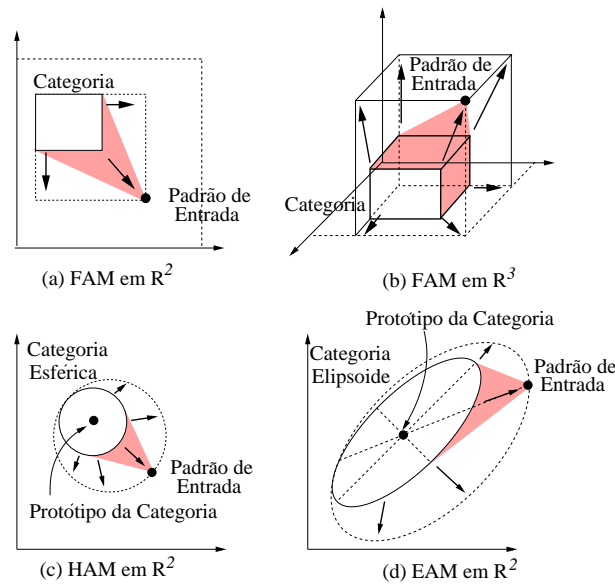 Categoria
Padrão de
Entrada
(a) FAM em R²
Padrão de
Entrada
Categoria
(b) FAM em R³
Categoria
Esférica
Padrão de
Entrada
Protótipo da Categoria
(c) HAM em R²
Protótipo da Categoria
Categoria
Elipsoide
Padrão de
Entrada
(d) EAM em R²